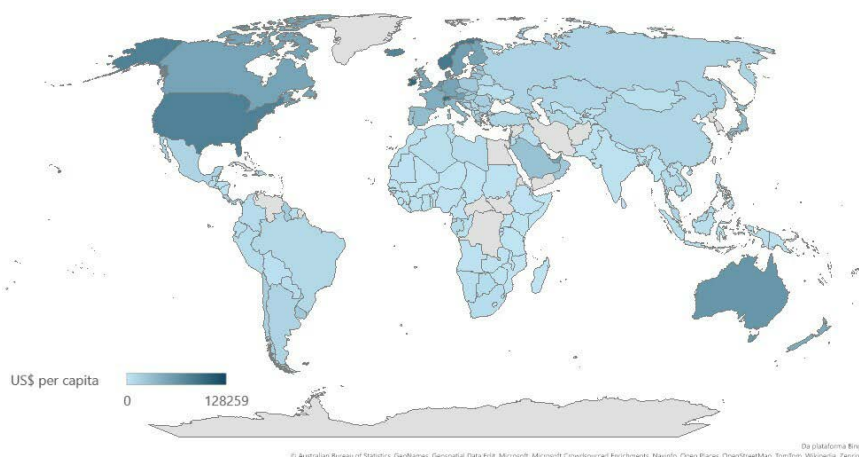 US$ per capita
0
128259
Da plataforma Bing
© Australian Bureau of Statistics, GeoNames, Geospatial Data Edit, Microsoft, Microsoft Crowdsourced Enrichments, Navinfo, Open Places, OpenStreetMap, TomTom, Wikipedia, Zenrin